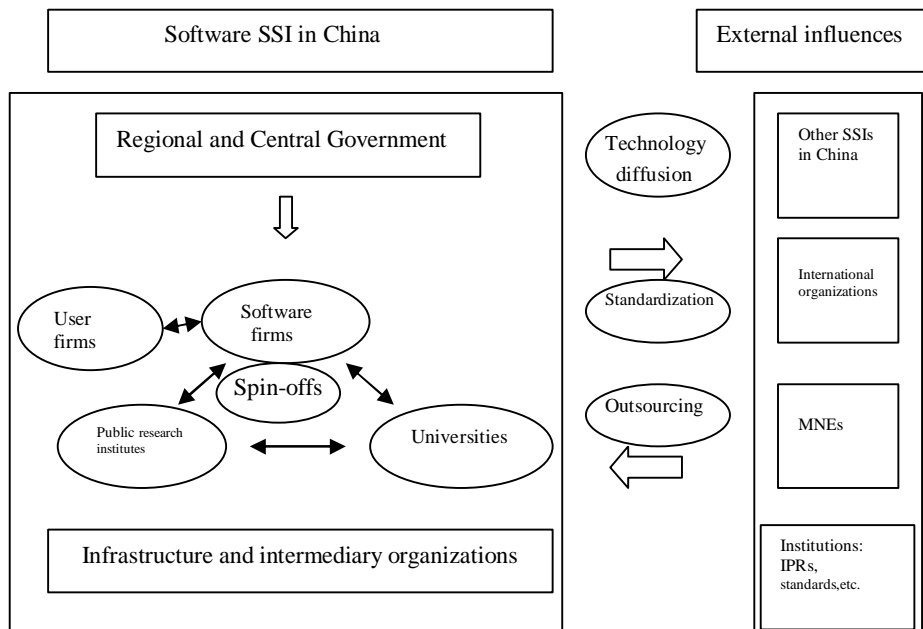 Software SSI in China
External influences
Regional and Central Government
User
firms
Software
firms
Spin-offs
Public research
institutes
Universities
Infrastructure and intermediary organizations
Technology
diffusion
Standardization
Outsourcing
Other SSIs
in China
International
organizations
MNEs
Institutions:
IPRs,
standards,etc.